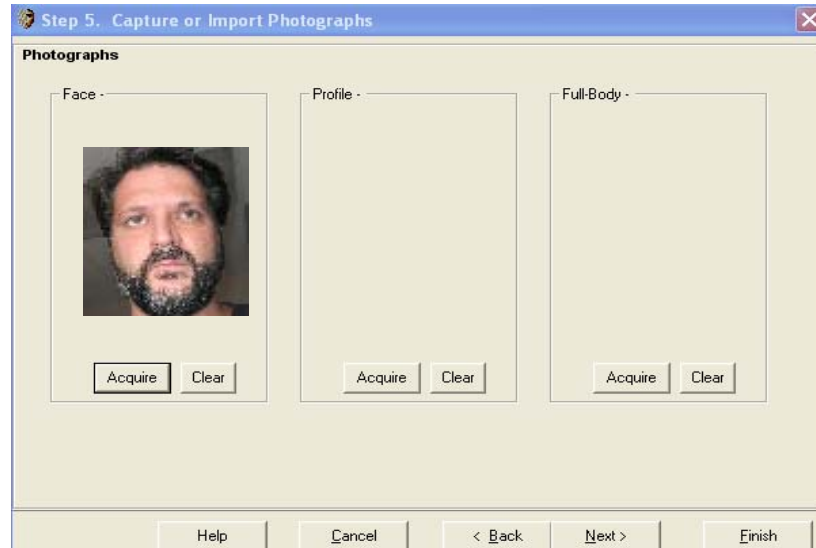 Step 5. Capture or Import Photographs
Photographs
Face - Profile - Full-Body -
Acquire Clear Acquire Clear Acquire Clear
Help Cancel < Back Next > Finish